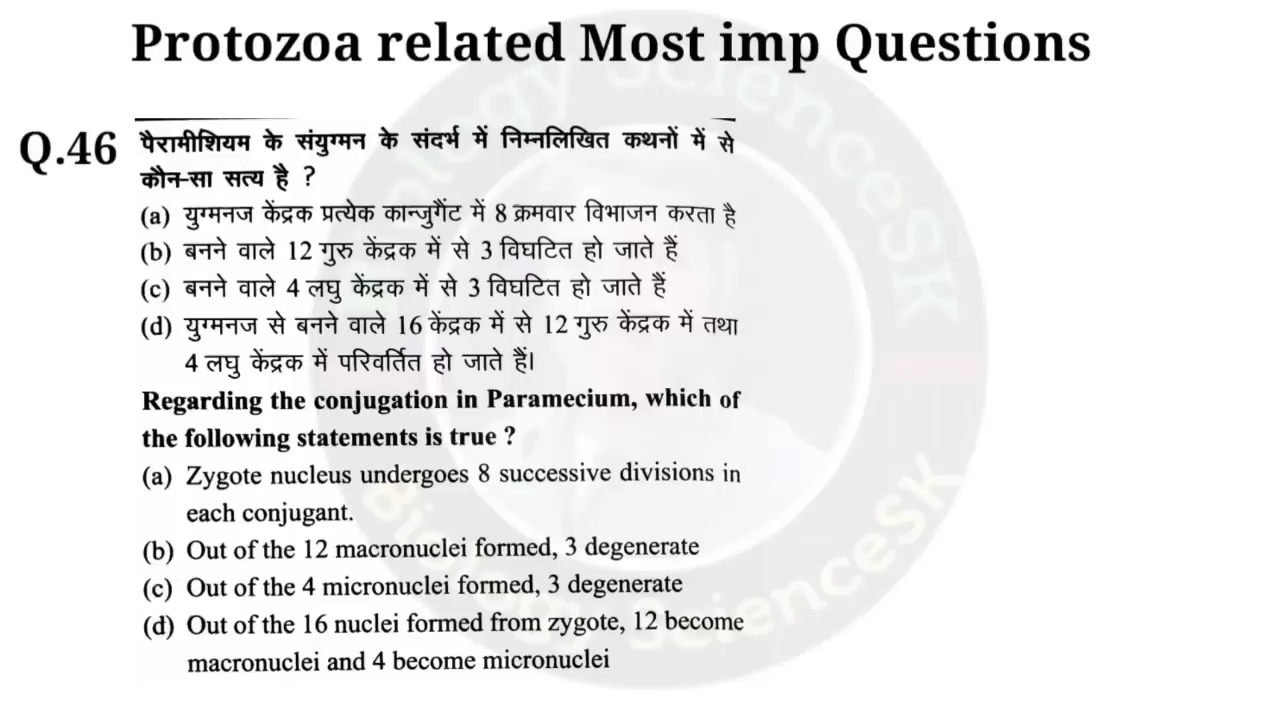 Protozoa related Most imp Questions
Q.46 पैरामीशियम के संयुग्मन के संदर्भ में निम्नलिखित कथनों में से
कौन-सा सत्य है ?
(a) युग्मनज केंद्रक प्रत्येक कान्जुगैंट में 8 क्रमवार विभाजन करता है
(b) बनने वाले 12 गुरु केंद्रक में से 3 विघटित हो जाते हैं
(c) बनने वाले 4 लघु केंद्रक में से 3 विघटित हो जाते हैं
(d) युग्मनज से बनने वाले 16 केंद्रक में से 12 गुरु केंद्रक में तथा
4 लघु केंद्रक में परिवर्तित हो जाते हैं।
Regarding the conjugation in Paramecium, which of
the following statements is true ?
(a) Zygote nucleus undergoes 8 successive divisions in
each conjugant.
(b) Out of the 12 macronuclei formed, 3 degenerate
(c) Out of the 4 micronuclei formed, 3 degenerate
(d) Out of the 16 nuclei formed from zygote, 12 become
macronuclei and 4 become micronuclei
Biology ScienceSK
Biology ScienceSK